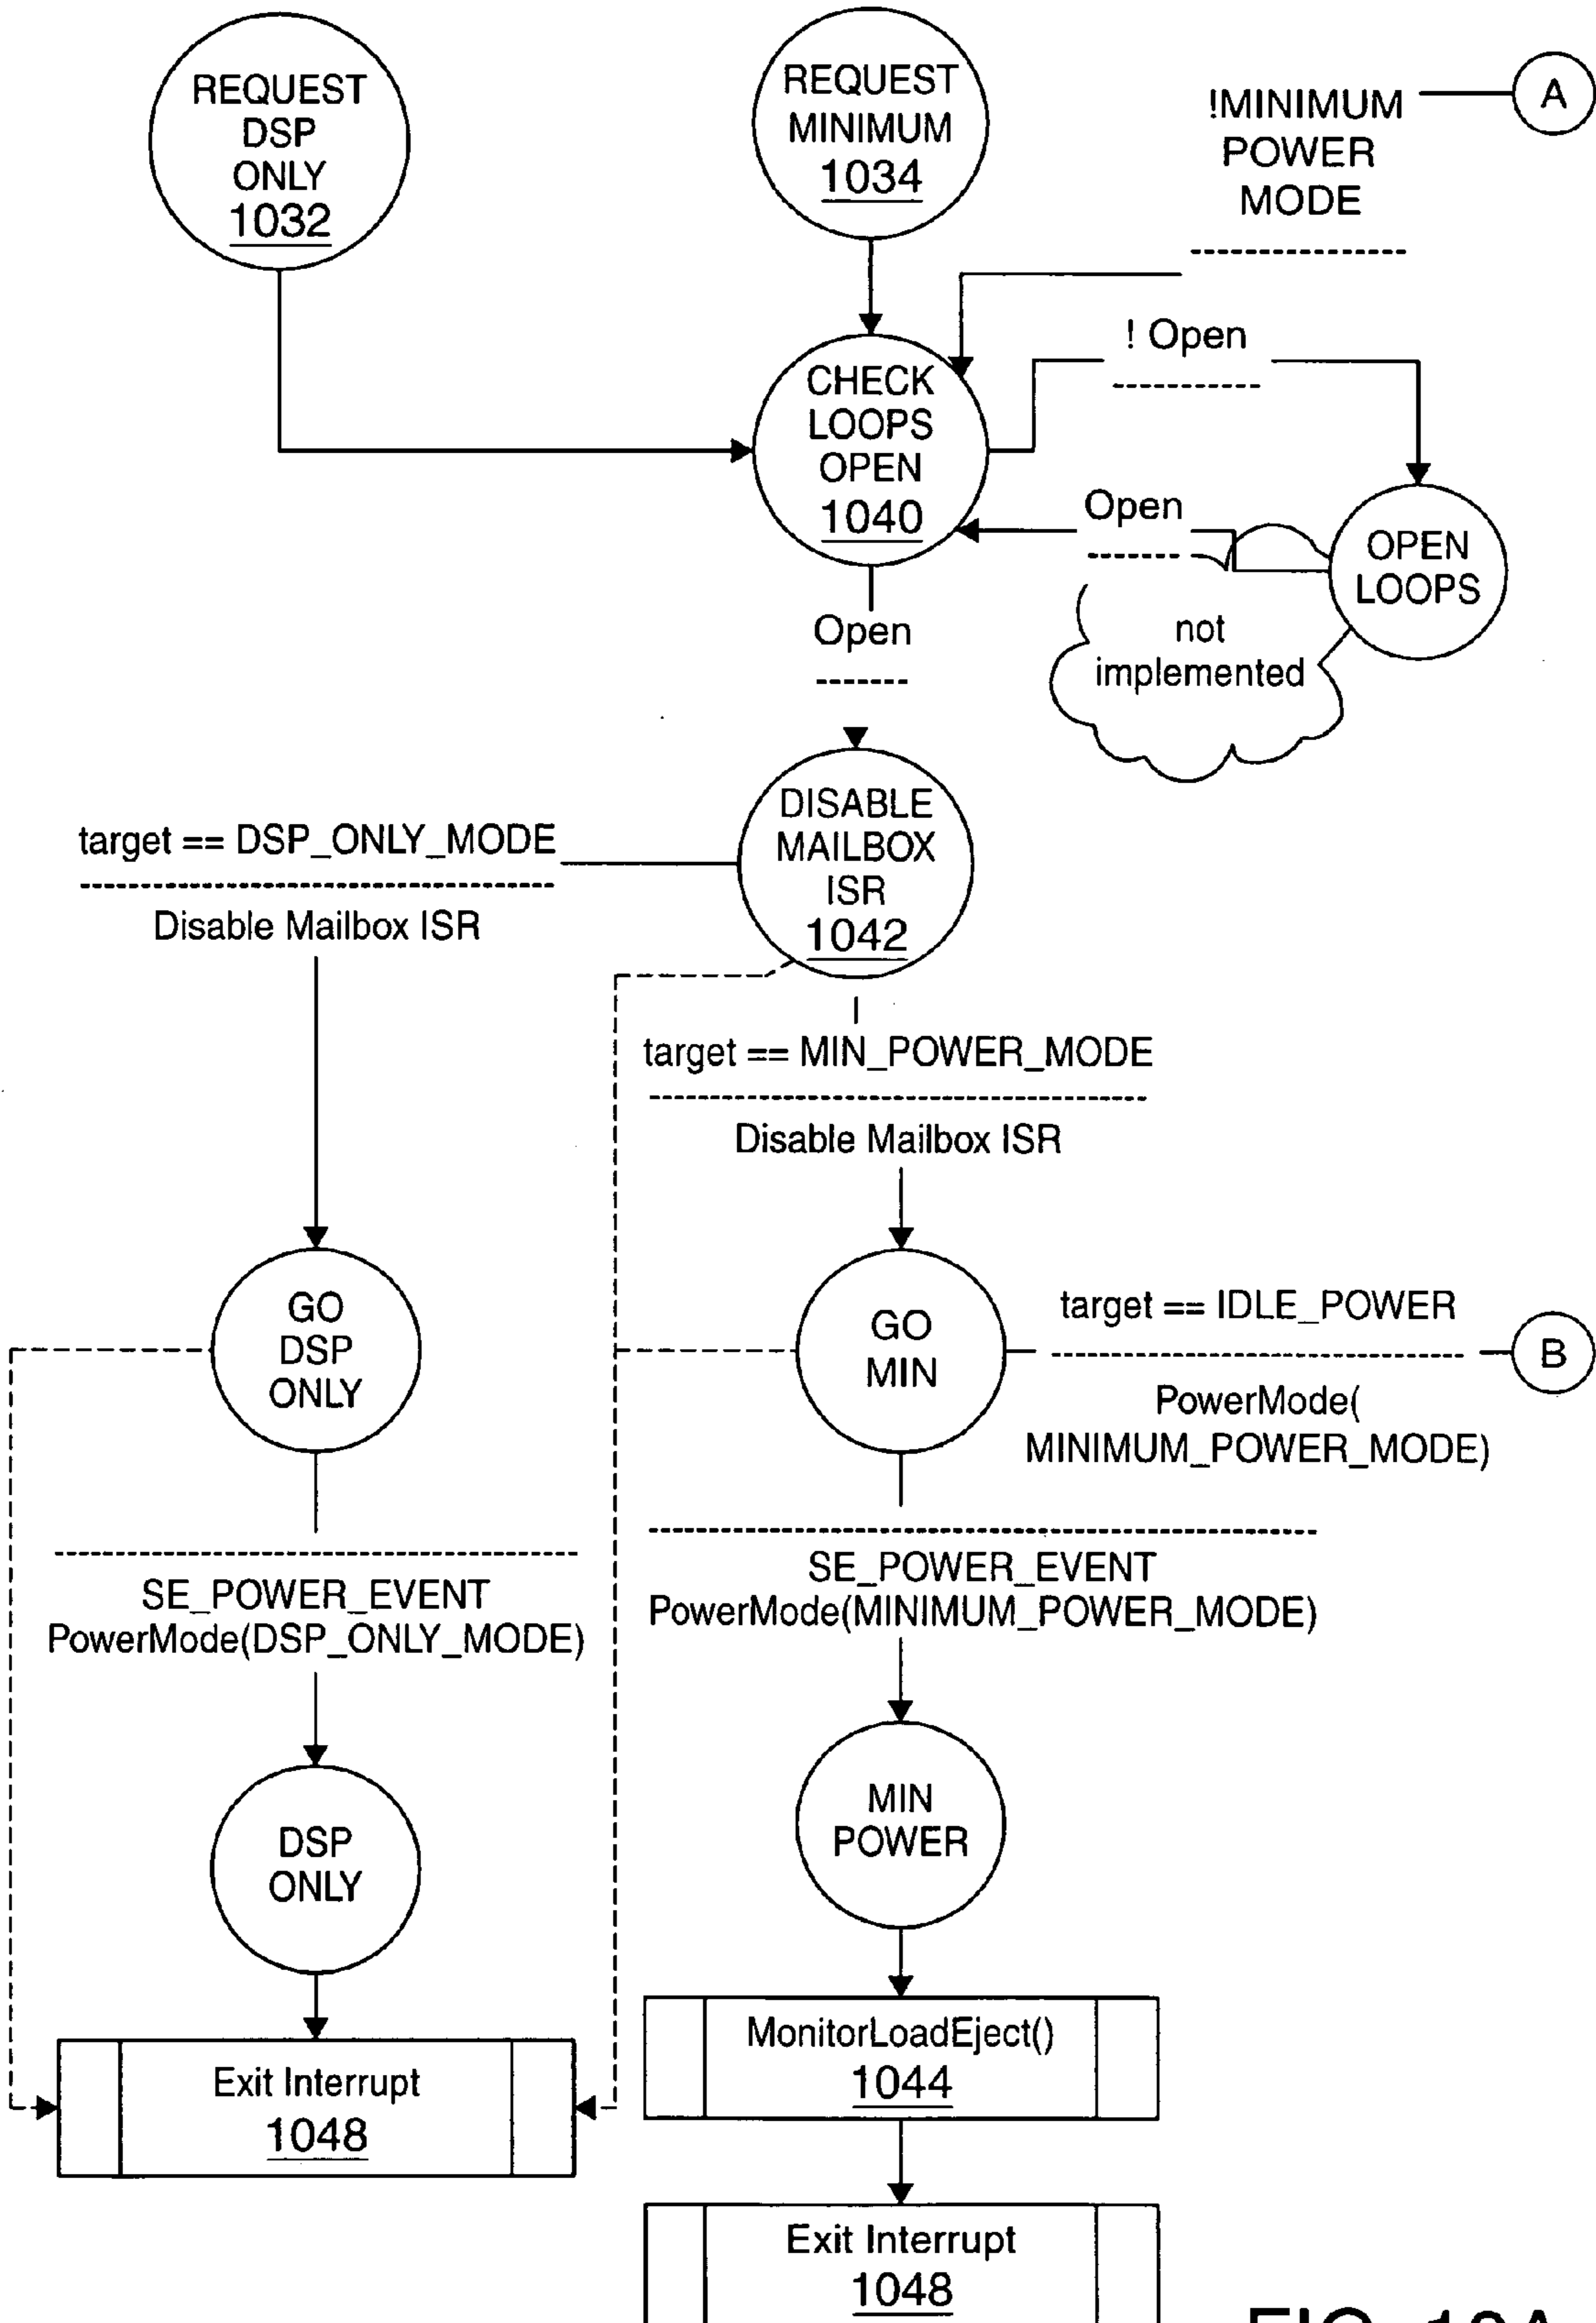 REQUEST
DSP
ONLY
1032
REQUEST
MINIMUM
1034
!MINIMUM
POWER
MODE
A
! Open
CHECK
LOOPS
OPEN
1040
Open
OPEN
LOOPS
not
implemented
Open
DISABLE
MAILBOX
ISR
1042
target == DSP_ONLY_MODE
Disable Mailbox ISR
target == MIN_POWER_MODE
Disable Mailbox ISR
GO
DSP
ONLY
GO
MIN
target == IDLE_POWER
B
PowerMode(
MINIMUM_POWER_MODE)
SE_POWER_EVENT
PowerMode(DSP_ONLY_MODE)
SE_POWER_EVENT
PowerMode(MINIMUM_POWER_MODE)
DSP
ONLY
MIN
POWER
Exit Interrupt
1048
MonitorLoadEject()
1044
Exit Interrupt
1048